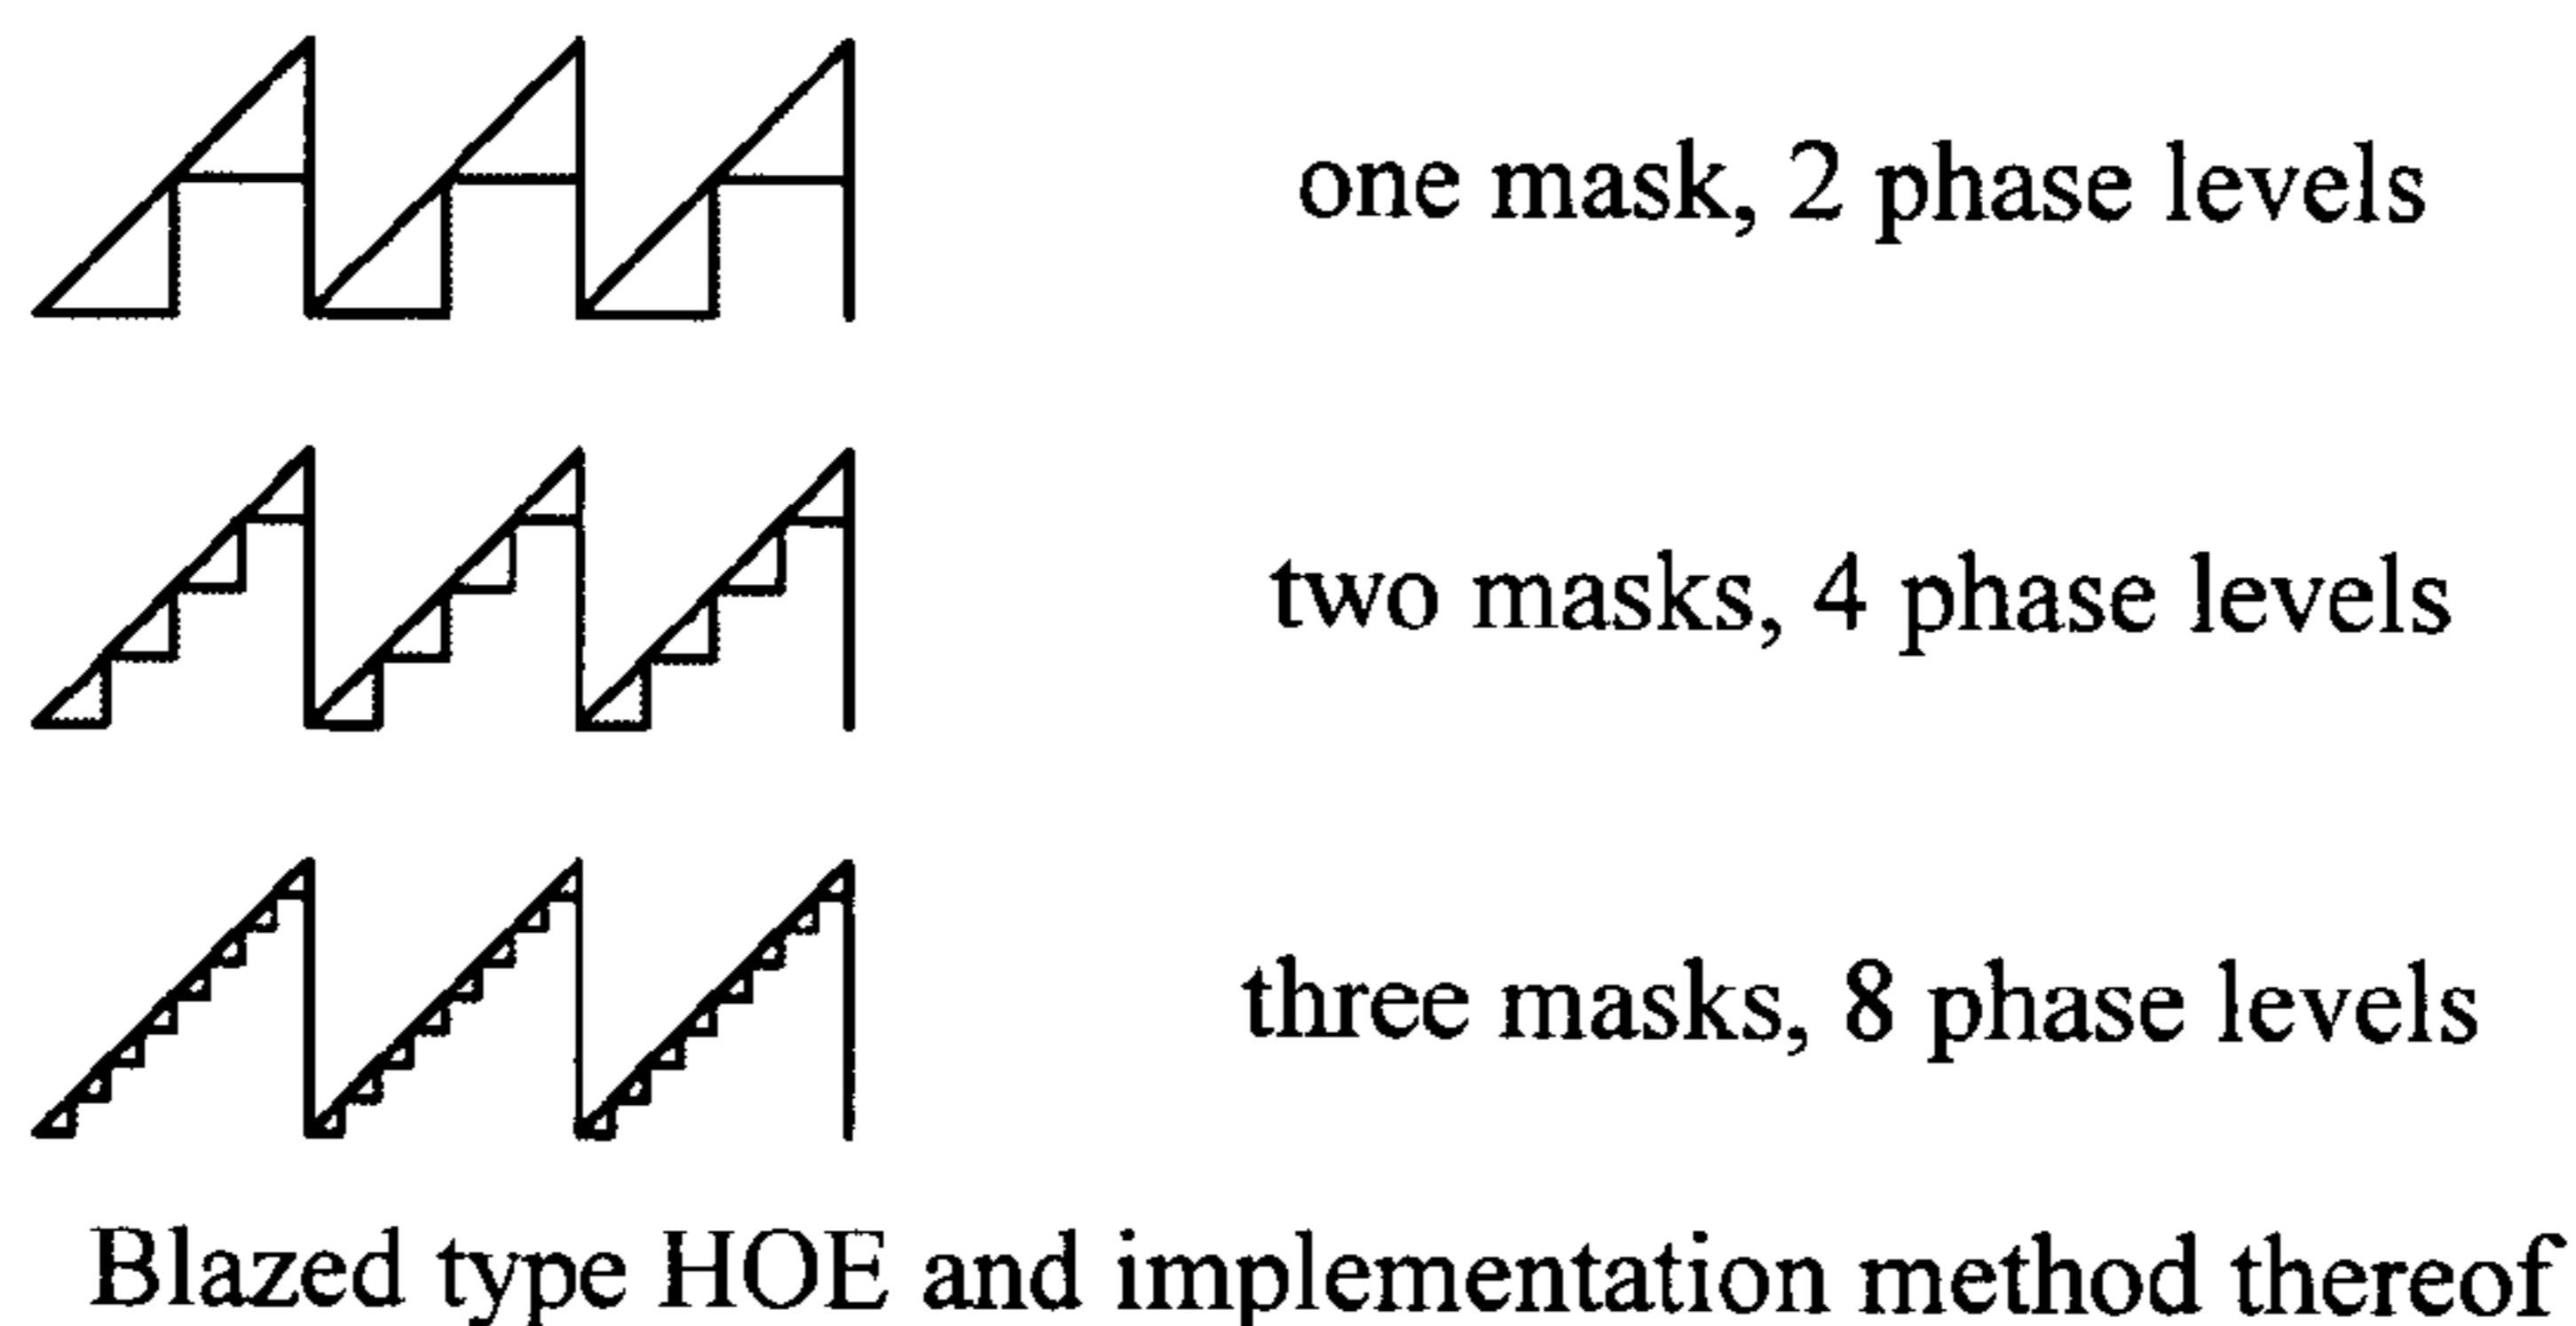 one mask, 2 phase levels
two masks, 4 phase levels
three masks, 8 phase levels
Blazed type HOE and implementation method thereof